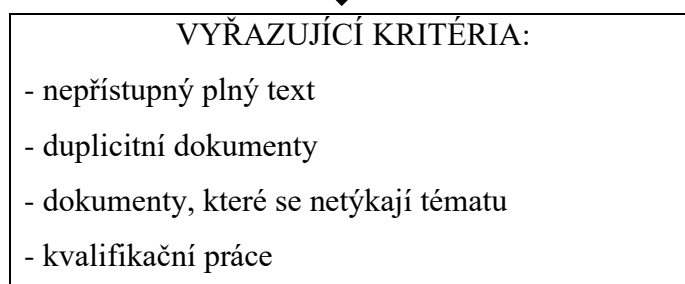 VYŘAZUJÍCÍ KRITÉRIA:
- nepřístupný plný text
- duplicitní dokumenty
- dokumenty, které se netýkají tématu
- kvalifikační práce